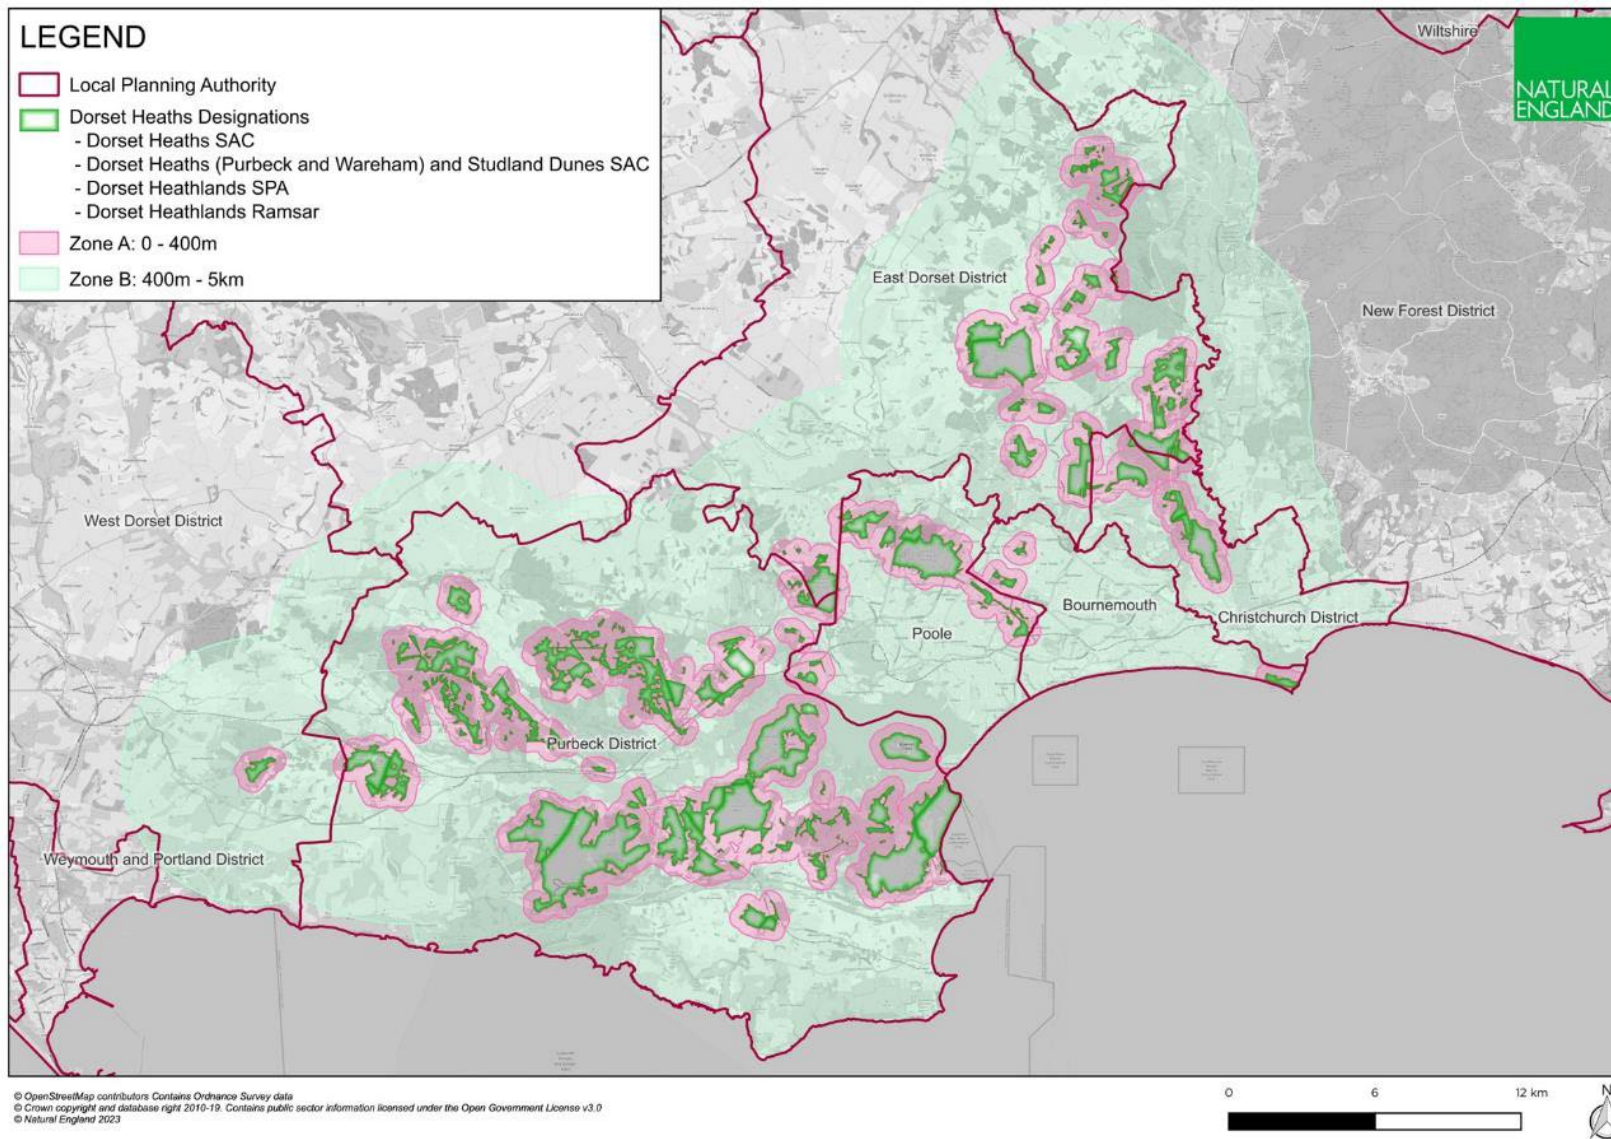 LEGEND
Local Planning Authority
Dorset Heaths Designations
- Dorset Heaths SAC
- Dorset Heaths (Purbeck and Wareham) and Studland Dunes SAC
- Dorset Heathlands SPA
- Dorset Heathlands Ramsar
Zone A: 0 - 400m
Zone B: 400m - 5km
Wiltshire
NATURAL
ENGLAND
East Dorset District
New Forest District
West Dorset District
Bournemouth
Christchurch District
Poole
Purbeck District
Weymouth and Portland District
© OpenStreetMap contributors Contains Ordnance Survey data
© Crown copyright and database right 2010-19. Contains public sector information licensed under the Open Government License v3.0
© Natural England 2023
0 6 12 km
N